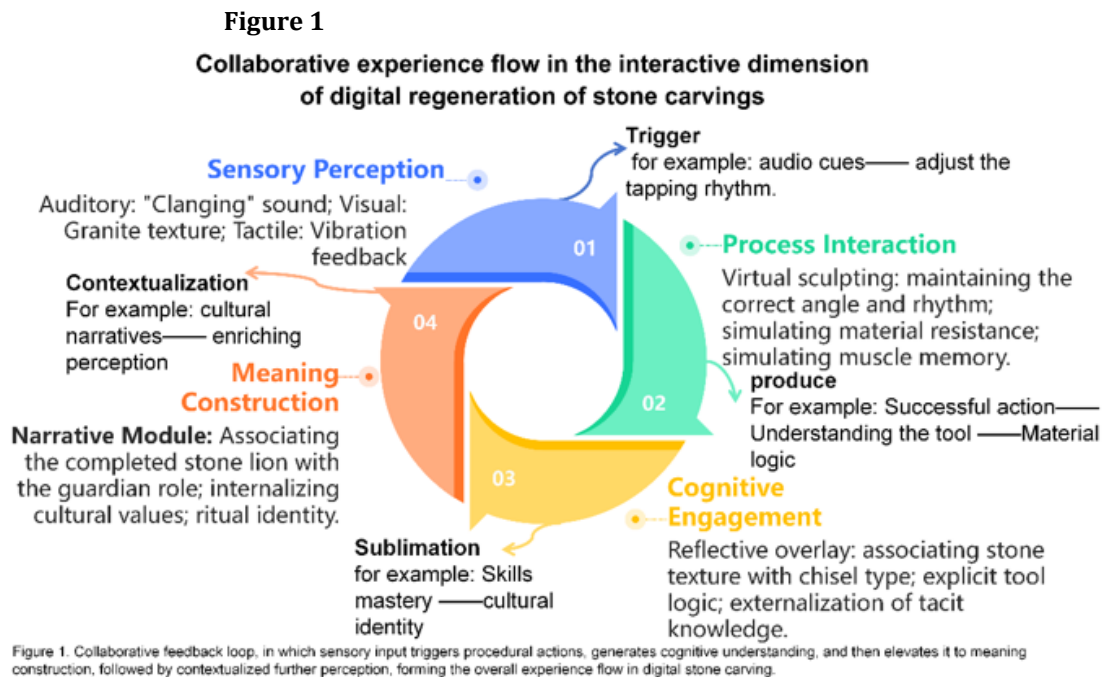 Figure 1
Collaborative experience flow in the interactive dimension
of digital regeneration of stone carvings
Trigger
for example: audio cues—— adjust the
tapping rhythm.
Sensory Perception
Auditory: "Clanging" sound; Visual:
Granite texture; Tactile: Vibration
feedback
01
Process Interaction
Virtual sculpting: maintaining the
correct angle and rhythm;
simulating material resistance;
simulating muscle memory.
Contextualization
For example: cultural
narratives—— enriching
perception
04
02
produce
For example: Successful action——
Understanding the tool ——Material
logic
Meaning
Construction
Narrative Module: Associating
the completed stone lion with
the guardian role; internalizing
cultural values; ritual identity.
03
Cognitive
Engagement
Reflective overlay: associating stone
texture with chisel type; explicit tool
logic; externalization of tacit
knowledge.
Sublimation
for example: Skills
mastery ——cultural
identity
Figure 1. Collaborative feedback loop, in which sensory input triggers procedural actions, generates cognitive understanding, and then elevates it to meaning
construction, followed by contextualized further perception, forming the overall experience flow in digital stone carving.